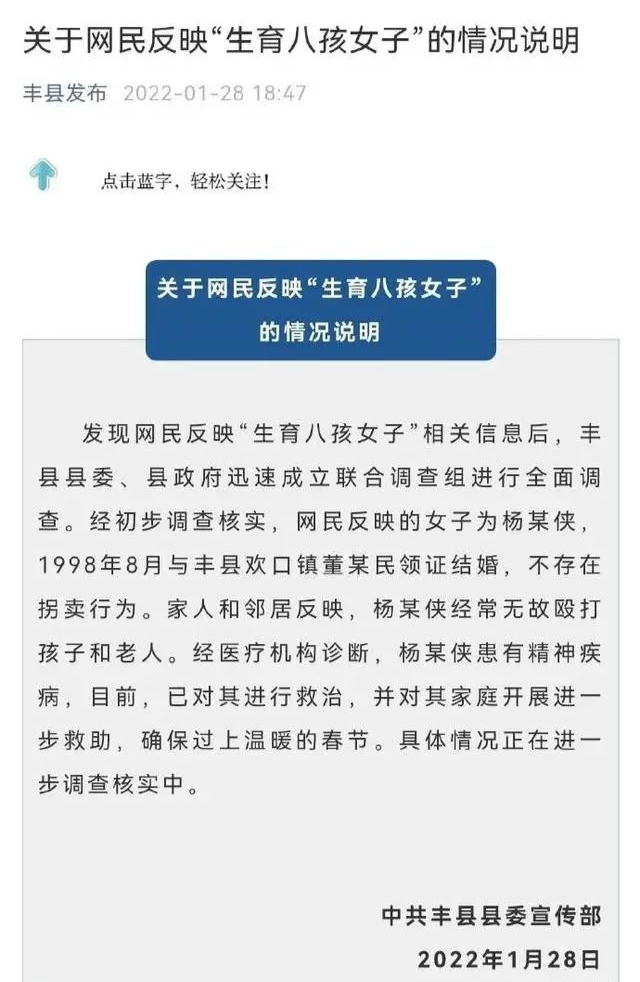 关于网民反映“生育八孩女子”的情况说明
丰县发布 2022-01-28 18:47
点击蓝字，轻松关注！
关于网民反映“生育八孩女子”
的情况说明
发现网民反映“生育八孩女子”相关信息后，丰
县县委、县政府迅速成立联合调查组进行全面调
查。经初步调查核实，网民反映的女子为杨某侠，
1998年8月与丰县欢口镇董某民领证结婚，不存在
拐卖行为。家人和邻居反映，杨某侠经常无故殴打
孩子和老人。经医疗机构诊断，杨某侠患有精神疾
病，目前，已对其进行救治，并对其家庭开展进一
步救助，确保过上温暖的春节。具体情况正在进一
步调查核实中。
中共丰县县委宣传部
2022年1月28日